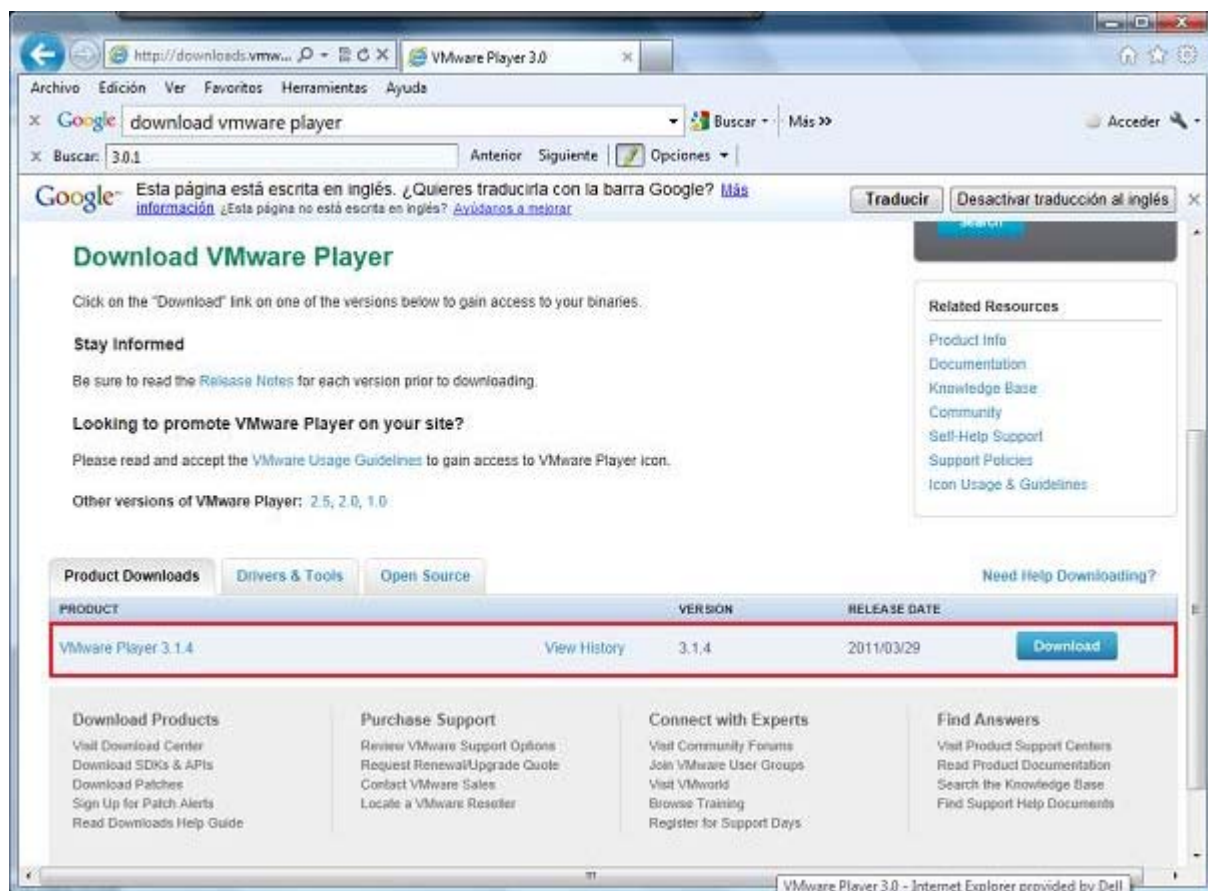 http://downloads.vmw...
VMware Player 3.0
Archivo Edición Ver Favoritos Herramientas Ayuda
Google download vmware player Buscar Más >> Acceder
Buscar: 3.0.1 Anterior Siguiente Opciones
Google Esta página está escrita en inglés. ¿Quieres traducirla con la barra Google? Más información ¿Esta página no está escrita en inglés? Ayúdanos a mejorar Traducir Desactivar traducción al inglés
Search
Download VMware Player
Click on the "Download" link on one of the versions below to gain access to your binaries.
Stay Informed
Be sure to read the Release Notes for each version prior to downloading.
Looking to promote VMware Player on your site?
Please read and accept the VMware Usage Guidelines to gain access to VMware Player icon.
Other versions of VMware Player: 2.5, 2.0, 1.0
Related Resources
Product Info
Documentation
Knowledge Base
Community
Self-Help Support
Support Policies
Icon Usage & Guidelines
Product Downloads Drivers & Tools Open Source Need Help Downloading?
PRODUCT VERSION RELEASE DATE
VMware Player 3.1.4 View History 3.1.4 2011/03/29 Download
Download Products
Visit Download Center
Download SDKs & APIs
Download Patches
Sign Up for Patch Alerts
Read Downloads Help Guide
Purchase Support
Review VMware Support Options
Request Renewal/Upgrade Quote
Contact VMware Sales
Locate a VMware Reseller
Connect with Experts
Visit Community Forums
Join VMware User Groups
Visit VMworld
Browse Training
Register for Support Days
Find Answers
Visit Product Support Centers
Read Product Documentation
Search the Knowledge Base
Find Support Help Documents
VMware Player 3.0 - Internet Explorer provided by Dell